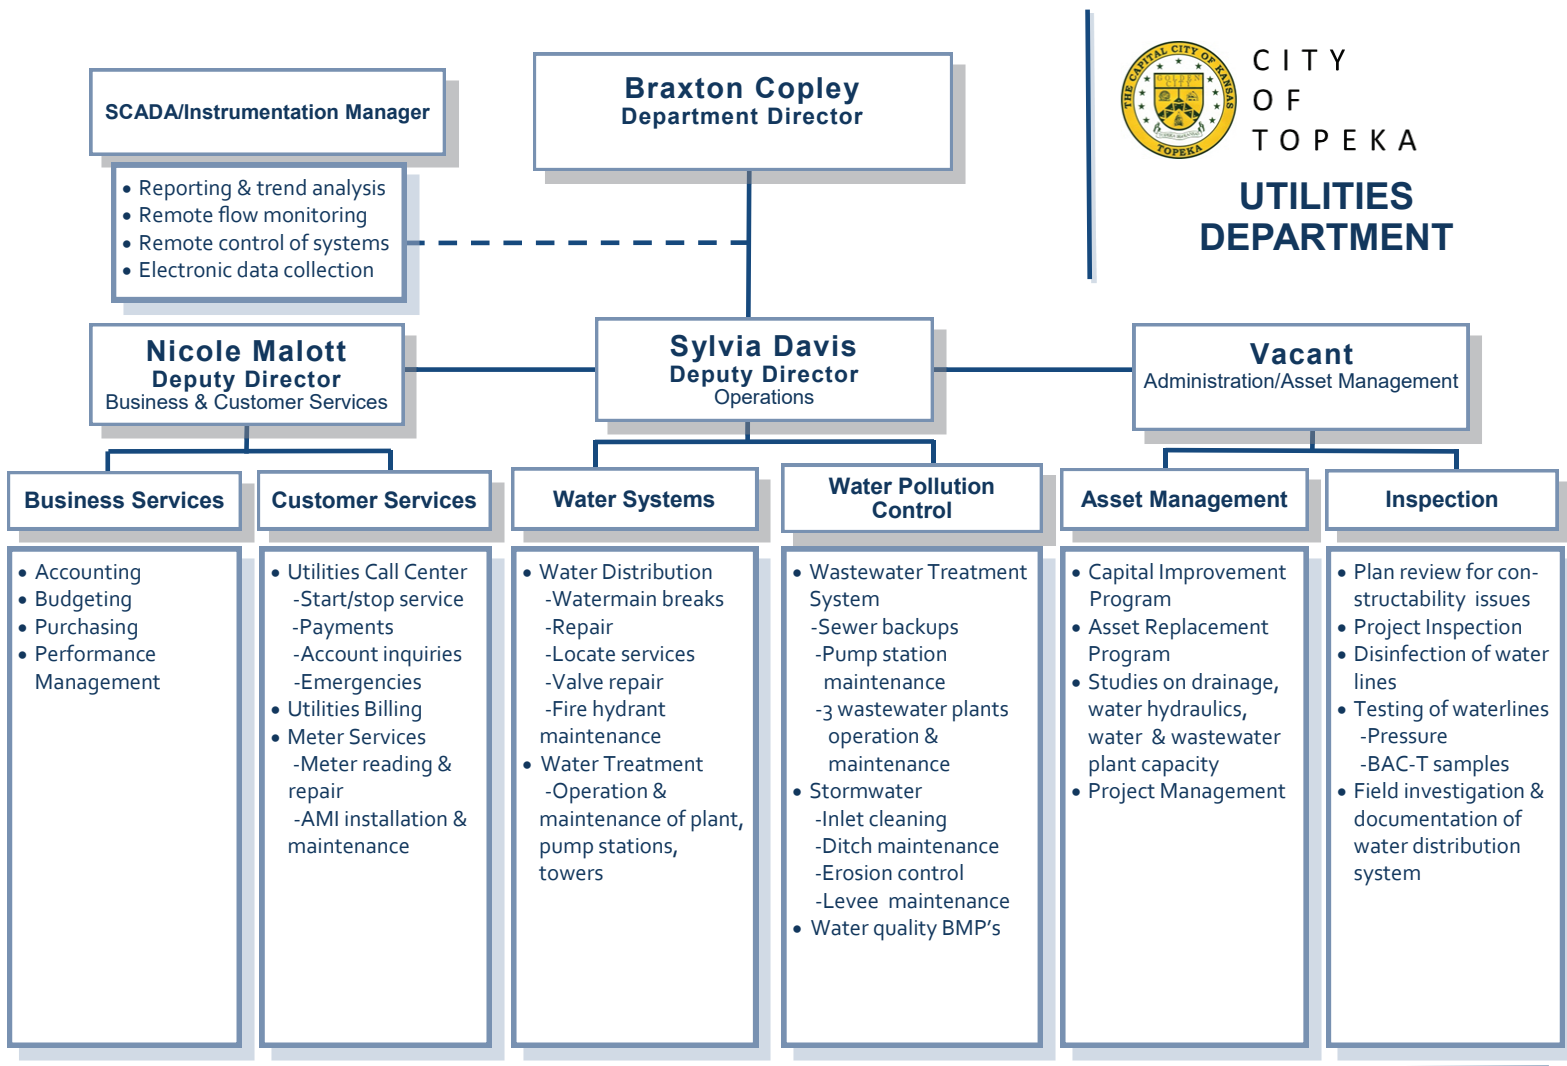 SCADA/Instrumentation Manager
• Reporting & trend analysis
• Remote flow monitoring
• Remote control of systems
• Electronic data collection
Braxton Copley
Department Director
THE CAPITAL CITY OF KANSAS
GOLDEN
CITY
TOPEKA
CITY
OF
TOPEKA
UTILITIES
DEPARTMENT
Nicole Malott
Deputy Director
Business & Customer Services
Sylvia Davis
Deputy Director
Operations
Vacant
Administration/Asset Management
Business Services
• Accounting
• Budgeting
• Purchasing
• Performance
Management
Customer Services
• Utilities Call Center
-Start/stop service
-Payments
-Account inquiries
-Emergencies
• Utilities Billing
• Meter Services
-Meter reading &
repair
-AMI installation &
maintenance
Water Systems
• Water Distribution
-Watermain breaks
-Repair
-Locate services
-Valve repair
-Fire hydrant
maintenance
• Water Treatment
-Operation &
maintenance of plant,
pump stations,
towers
Water Pollution
Control
• Wastewater Treatment
System
-Sewer backups
-Pump station
maintenance
-3 wastewater plants
operation &
maintenance
• Stormwater
-Inlet cleaning
-Ditch maintenance
-Erosion control
-Levee maintenance
• Water quality BMP's
Asset Management
• Capital Improvement
Program
• Asset Replacement
Program
• Studies on drainage,
water hydraulics,
water & wastewater
plant capacity
• Project Management
Inspection
• Plan review for con-
structability issues
• Project Inspection
• Disinfection of water
lines
• Testing of waterlines
-Pressure
-BAC-T samples
• Field investigation &
documentation of
water distribution
system